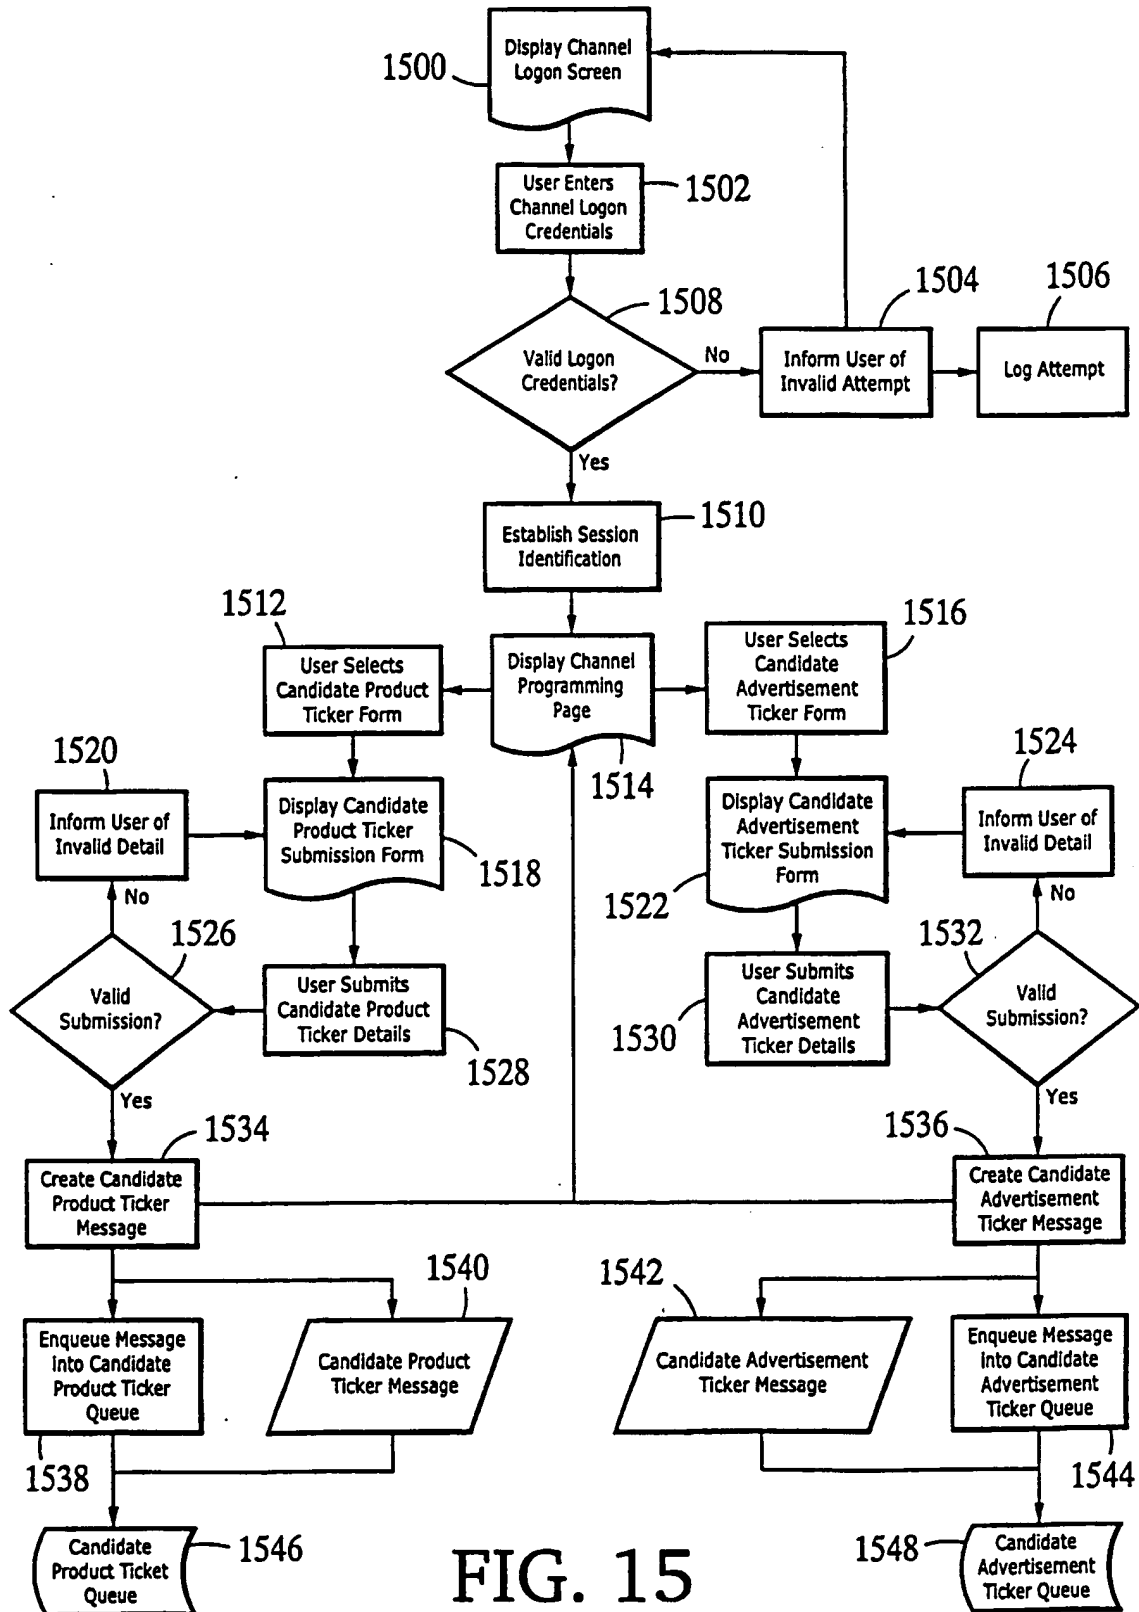 Display Channel
Logon Screen
1500
User Enters
Channel Logon
Credentials
1502
1508
1504
1506
Valid Logon
Credentials?
No
Inform User of
Invalid Attempt
Log Attempt
Yes
Establish Session
Identification
1510
1512
1516
User Selects
Candidate Product
Ticker Form
Display Channel
Programming
Page
User Selects
Candidate
Advertisement
Ticker Form
1514
1520
1524
Inform User of
Invalid Detail
Display Candidate
Product Ticker
Submission Form
1518
Display Candidate
Advertisement
Ticker Submission
Form
1522
Inform User of
Invalid Detail
No
No
1526
1532
Valid
Submission?
User Submits
Candidate Product
Ticker Details
1528
User Submits
Candidate
Advertisement
Ticker Details
1530
Valid
Submission?
Yes
Yes
1534
1536
Create Candidate
Product Ticker
Message
Create Candidate
Advertisement
Ticker Message
1540
1542
Enqueue Message
into Candidate
Product Ticker
Queue
Candidate Product
Ticker Message
Candidate Advertisement
Ticker Message
Enqueue Message
into Candidate
Advertisement
Ticker Queue
1538
1544
Candidate
Product Ticket
Queue
1546
FIG. 15
1548
Candidate
Advertisement
Ticker Queue